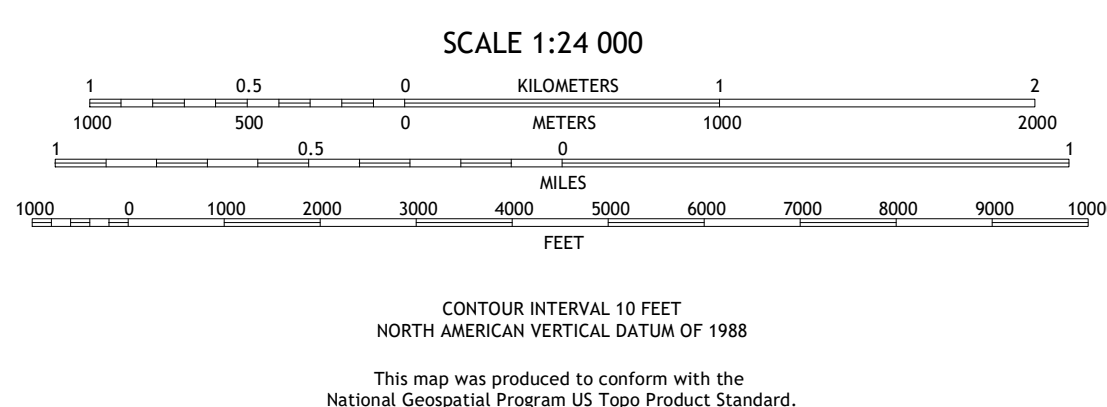 SCALE 1:24 000
1 0.5 0 KILOMETERS 1 2
1000 500 0 METERS 1000 2000
1 0.5 0 1
MILES
1000 0 1000 2000 3000 4000 5000 6000 7000 8000 9000 1000
FEET
CONTOUR INTERVAL 10 FEET
NORTH AMERICAN VERTICAL DATUM OF 1988
This map was produced to conform with the
National Geospatial Program US Topo Product Standard.